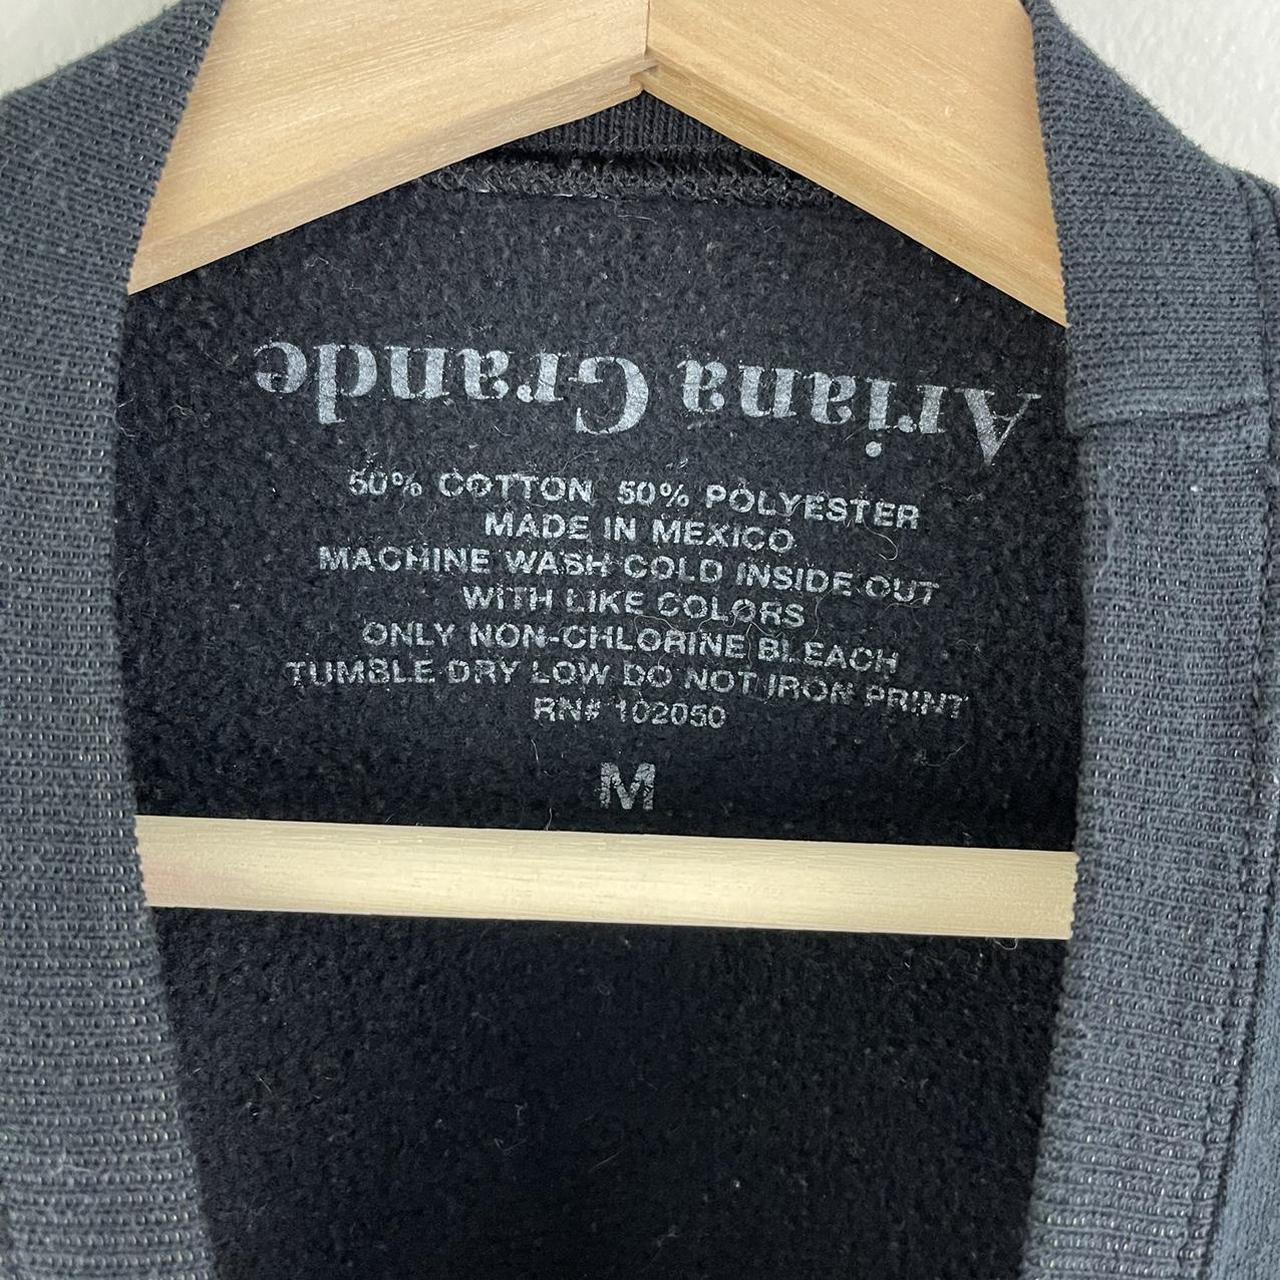 Ariana Grande
50% COTTON 50% POLYESTER
MADE IN MEXICO
MACHINE WASH COLD INSIDE OUT
WITH LIKE COLORS
ONLY NON-CHLORINE BLEACH
TUMBLE DRY LOW DO NOT IRON PRINT
RN# 102050
M